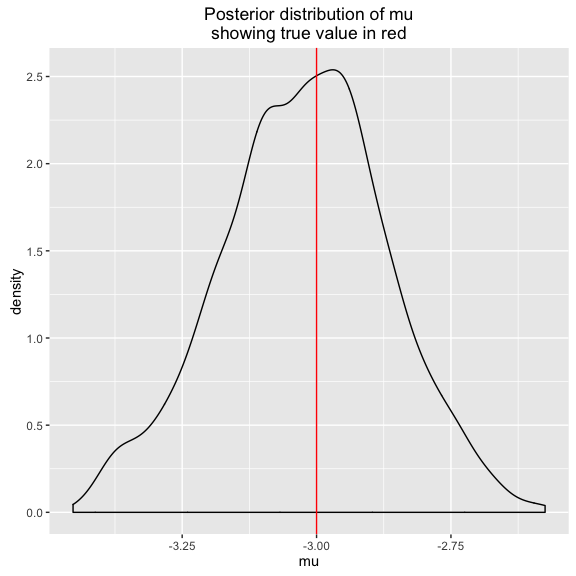 Posterior distribution of mu
showing true value in red
2.5
2.0
1.5
1.0
0.5
0.0
density
-3.25 -3.00 -2.75
mu